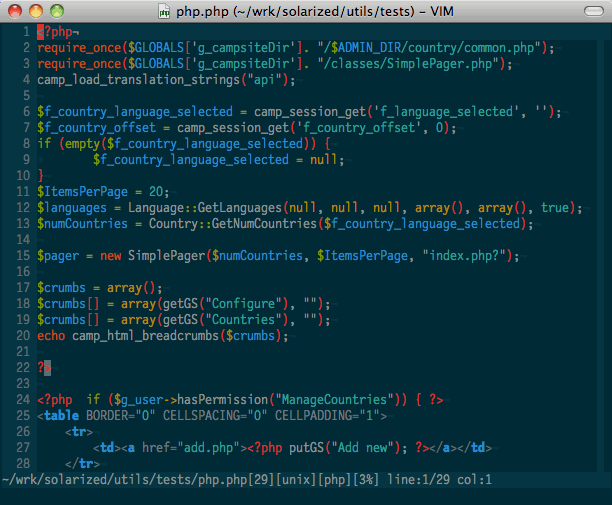 php.php (~/wrk/solarized/utils/tests) – VIM
1 <?php¬
2 require_once($GLOBALS['g_campsiteDir']. "/$ADMIN_DIR/country/common.php");¬
3 require_once($GLOBALS['g_campsiteDir']. "/classes/SimplePager.php");¬
4 camp_load_translation_strings("api");¬
5 ¬
6 $f_country_language_selected = camp_session_get('f_language_selected', '');¬
7 $f_country_offset = camp_session_get('f_country_offset', 0);¬
8 if (empty($f_country_language_selected)) {¬
9         $f_country_language_selected = null;¬
10 }¬
11 $ItemsPerPage = 20;¬
12 $languages = Language::GetLanguages(null, null, null, array(), array(), true);¬
13 $numCountries = Country::GetNumCountries($f_country_language_selected);¬
14 ¬
15 $pager = new SimplePager($numCountries, $ItemsPerPage, "index.php?");¬
16 ¬
17 $crumbs = array();¬
18 $crumbs[] = array(getGS("Configure"), "");¬
19 $crumbs[] = array(getGS("Countries"), "");¬
20 echo camp_html_breadcrumbs($crumbs);¬
21 ¬
22 ?>¬
23 ¬
24 <?php  if ($g_user->hasPermission("ManageCountries")) { ?>¬
25 <table BORDER="0" CELLSPACING="0" CELLPADDING="1">¬
26     <tr>¬
27         <td><a href="add.php"><?php putGS("Add new"); ?></a></td>¬
28     </tr>¬
~/wrk/solarized/utils/tests/php.php[29][unix][php][3%] line:1/29 col:1